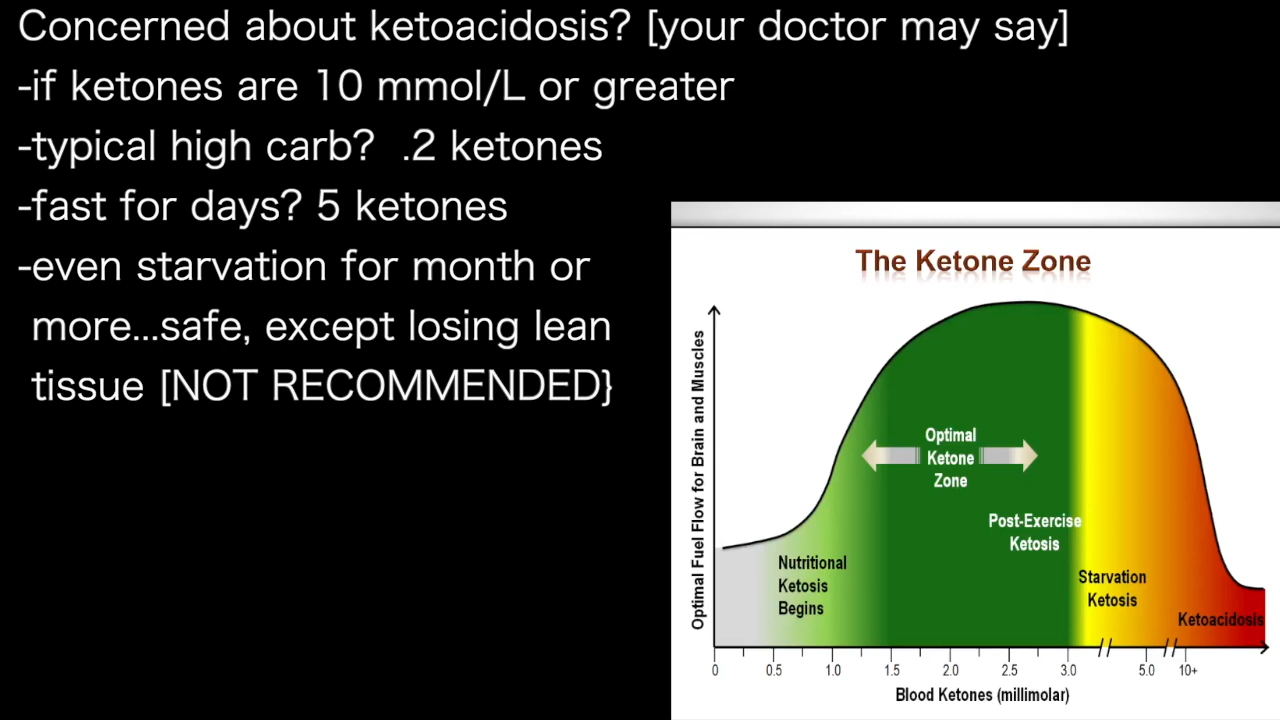 Concerned about ketoacidosis? [your doctor may say]
-if ketones are 10 mmol/L or greater
-typical high carb?  .2 ketones
-fast for days? 5 ketones
-even starvation for month or
more...safe, except losing lean
tissue [NOT RECOMMENDED}
The Ketone Zone
Optimal Fuel Flow for Brain and Muscles
Optimal
Ketone
Zone
Post-Exercise
Ketosis
Nutritional
Ketosis
Begins
Starvation
Ketosis
Ketoacidosis
0 0.5 1.0 1.5 2.0 2.5 3.0 5.0 10+
Blood Ketones (millimolar)